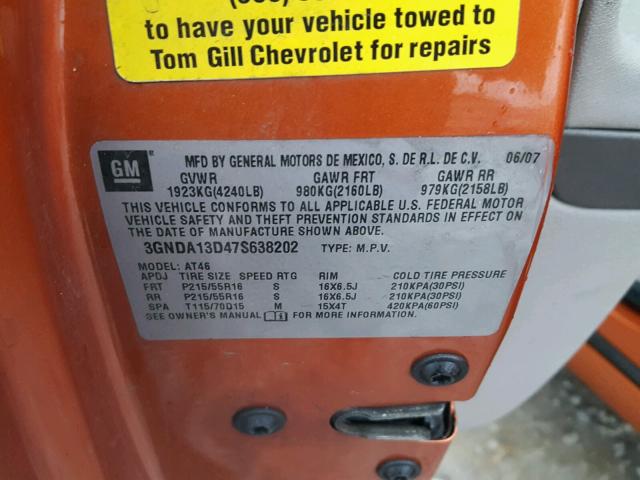 to have your vehicle towed to
Tom Gill Chevrolet for repairs
GM
MFD BY GENERAL MOTORS DE MEXICO, S. DE R.L. DE C.V. 06/07
GVWR GAWR FRT GAWR RR
1923KG(4240LB) 980KG(2160LB) 979KG(2158LB)
THIS VEHICLE CONFORMS TO ALL APPLICABLE U.S. FEDERAL MOTOR
VEHICLE SAFETY AND THEFT PREVENTION STANDARDS IN EFFECT ON
THE DATE OF MANUFACTURE SHOWN ABOVE.
3GNDA13D47S638202 TYPE: M.P.V.
MODEL: AT46
APDJ TIRE SIZE SPEED RTG RIM COLD TIRE PRESSURE
FRT P215/55R16 S 16X6.5J 210KPA(30PSI)
RR P215/55R16 S 16X6.5J 210KPA(30PSI)
SPA T115/70D15 M 15X4T 420KPA(60PSI)
SEE OWNER'S MANUAL FOR MORE INFORMATION.